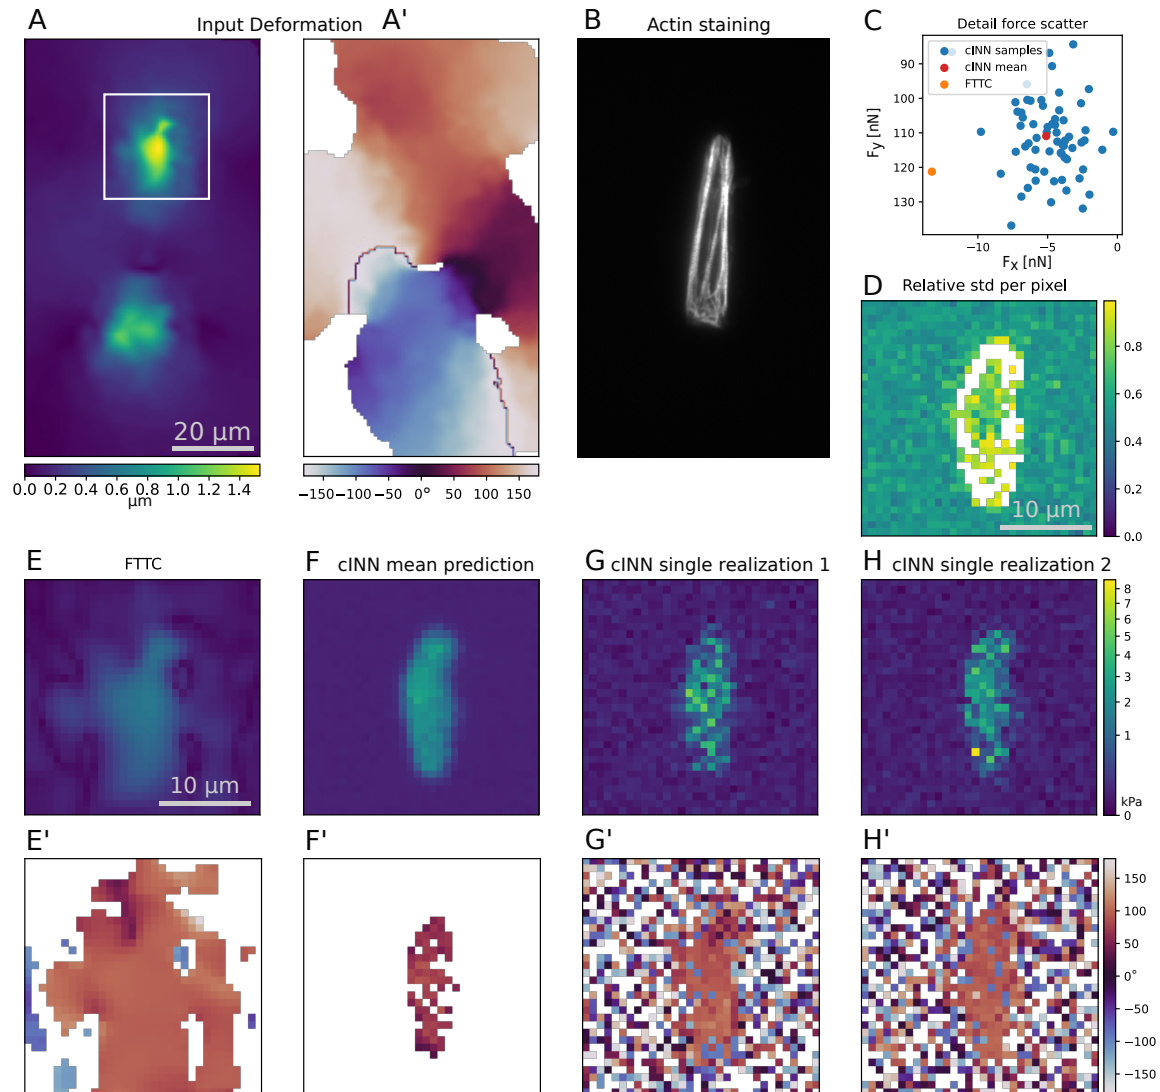 A
Input Deformation
A'
B
Actin staining
C
Detail force scatter
cINN samples
cINN mean
FTTC
90
100
110
120
130
Fy [nN]
−10
−5
0
Fx [nN]
20 µm
0.0 0.2 0.4 0.6 0.8 1.0 1.2 1.4
µm
−150 −100 −50 0° 50 100 150
D
Relative std per pixel
10 µm
0.8
0.6
0.4
0.2
0.0
E
FTTC
F
cINN mean prediction
G
cINN single realization 1
H
cINN single realization 2
10 µm
8
7
6
5
4
3
2
1
kPa
0
E'
F'
G'
H'
150
100
50
0°
−50
−100
−150